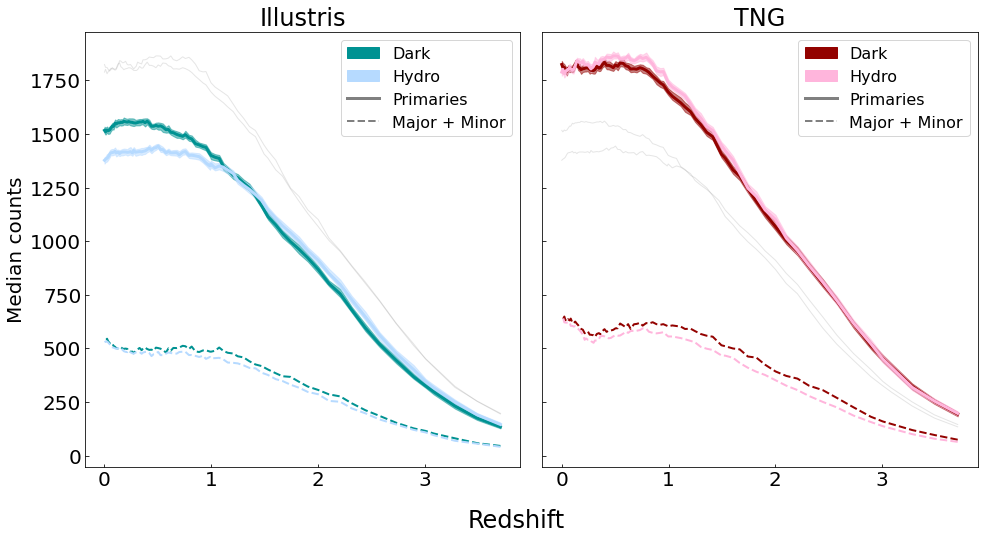 Illustris
TNG
Dark
Hydro
Primaries
Major + Minor
Dark
Hydro
Primaries
Major + Minor
Median counts
1750
1500
1250
1000
750
500
250
0
0 1 2 3
0 1 2 3
Redshift